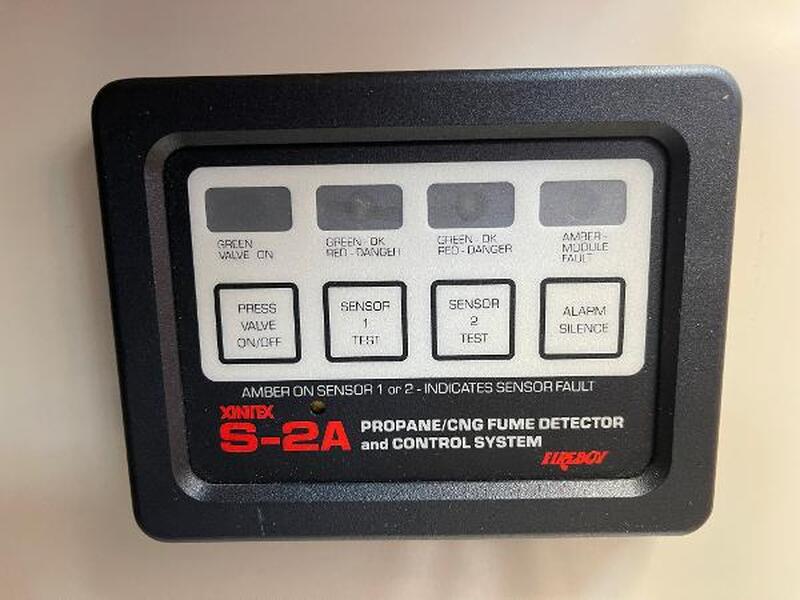 GREEN
VALVE ON
GREEN - OK
RED - DANGER
GREEN - OK
RED - DANGER
AMBER -
MODULE
FAULT
PRESS
VALVE
ON/OFF
SENSOR
1
TEST
SENSOR
2
TEST
ALARM
SILENCE
AMBER ON SENSOR 1 or 2 - INDICATES SENSOR FAULT
XINTEX
S-2A
PROPANE/CNG FUME DETECTOR
and CONTROL SYSTEM
FIREBOY